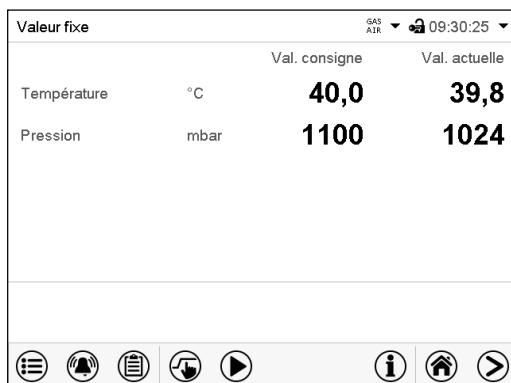 Valeur fixe GAS AIR 09:30:25
Val. consigne Val. actuelle
Température °C 40,0 39,8
Pression mbar 1100 1024